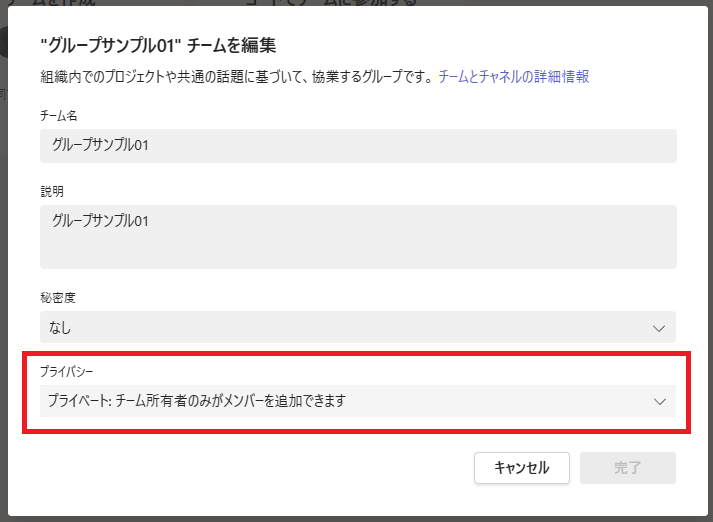 "グループサンプル01" チームを編集
組織内でのプロジェクトや共通の話題に基づいて、協業するグループです。 チームとチャネルの詳細情報
チーム名
グループサンプル01
説明
グループサンプル01
秘密度
なし
プライバシー
プライベート: チーム所有者のみがメンバーを追加できます
キャンセル 完了